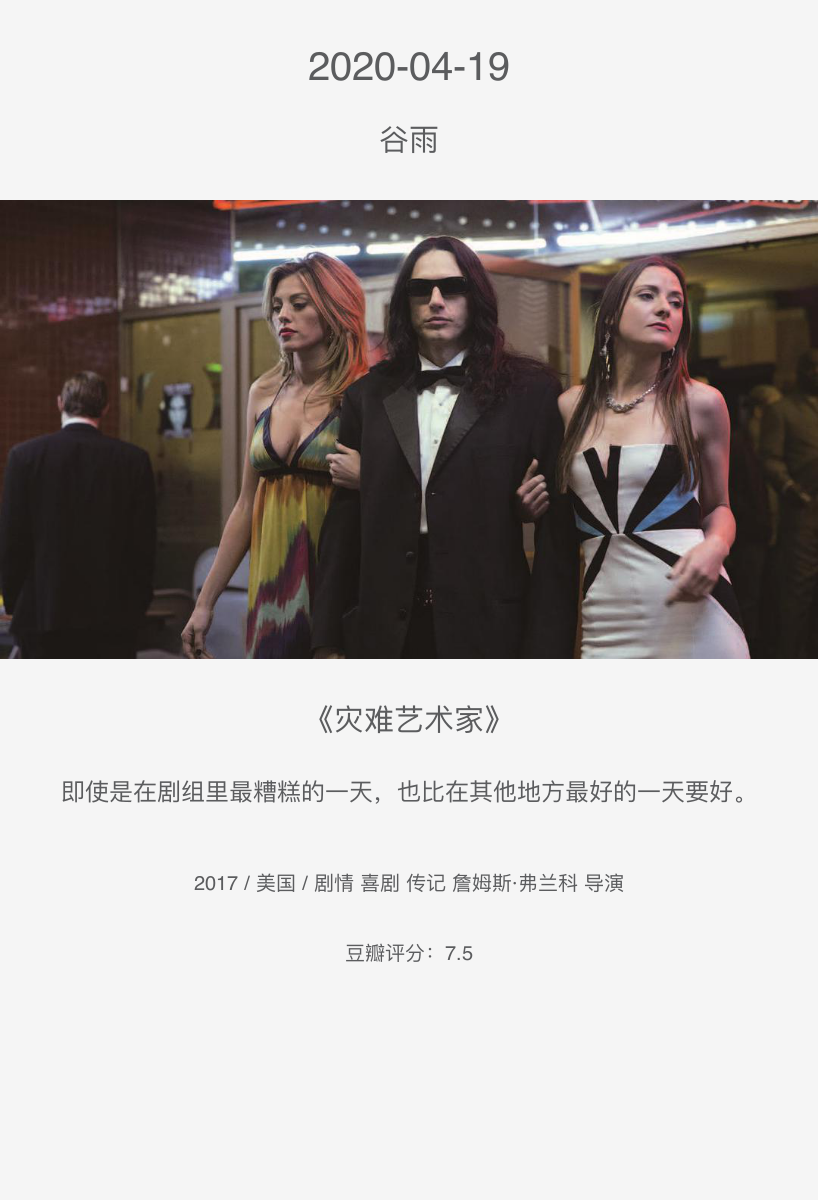 2020-04-19
谷雨
《灾难艺术家》
即使是在剧组里最糟糕的一天，也比在其他地方最好的一天要好。
2017 / 美国 / 剧情 喜剧 传记 詹姆斯·弗兰科 导演
豆瓣评分：7.5